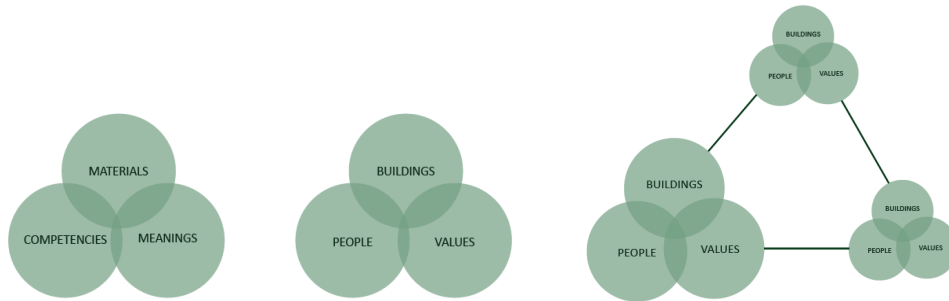 MATERIALS
COMPETENCIES
MEANINGS
BUILDINGS
PEOPLE
VALUES
BUILDINGS
PEOPLE
VALUES
BUILDINGS
PEOPLE
VALUES
BUILDINGS
PEOPLE
VALUES